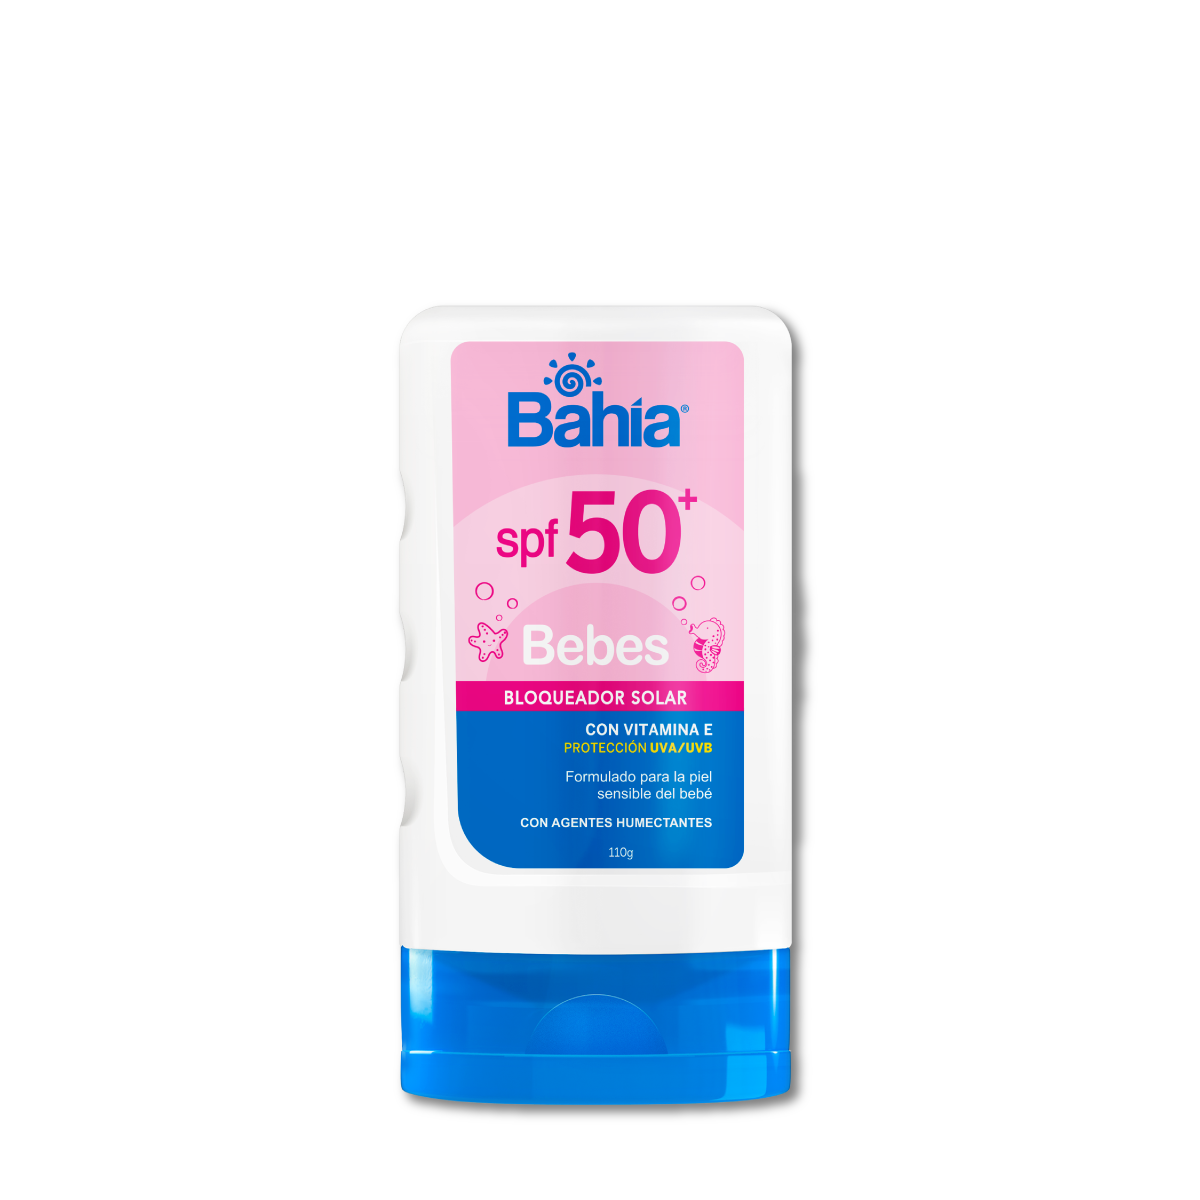 Bahía®
spf 50+
Bebes
BLOQUEADOR SOLAR
CON VITAMINA E
PROTECCIÓN UVA/UVB
Formulado para la piel
sensible del bebé
CON AGENTES HUMECTANTES
110g